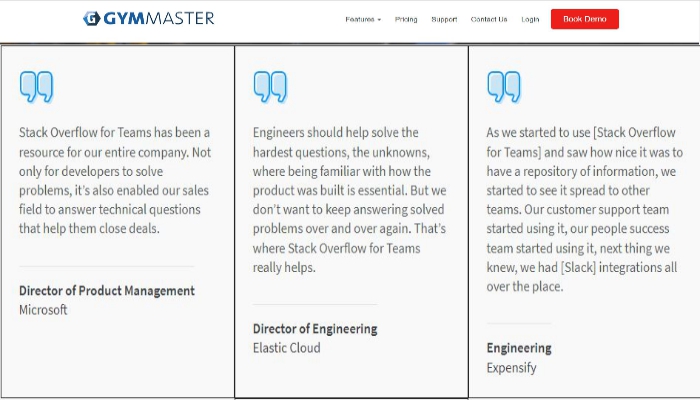 GYMMASTER
Features Pricing Support Contact Us Login Book Demo
Stack Overflow for Teams has been a
resource for our entire company. Not
only for developers to solve
problems, it's also enabled our sales
field to answer technical questions
that help them close deals.
Director of Product Management
Microsoft
Engineers should help solve the
hardest questions, the unknowns,
where being familiar with how the
product was built is essential. But we
don't want to keep answering solved
problems over and over again. That's
where Stack Overflow for Teams
really helps.
Director of Engineering
Elastic Cloud
As we started to use [Stack Overflow
for Teams] and saw how nice it was to
have a repository of information, we
started to see it spread to other
teams. Our customer support team
started using it, our people success
team started using it, next thing we
knew, we had [Slack] integrations all
over the place.
Engineering
Expensify